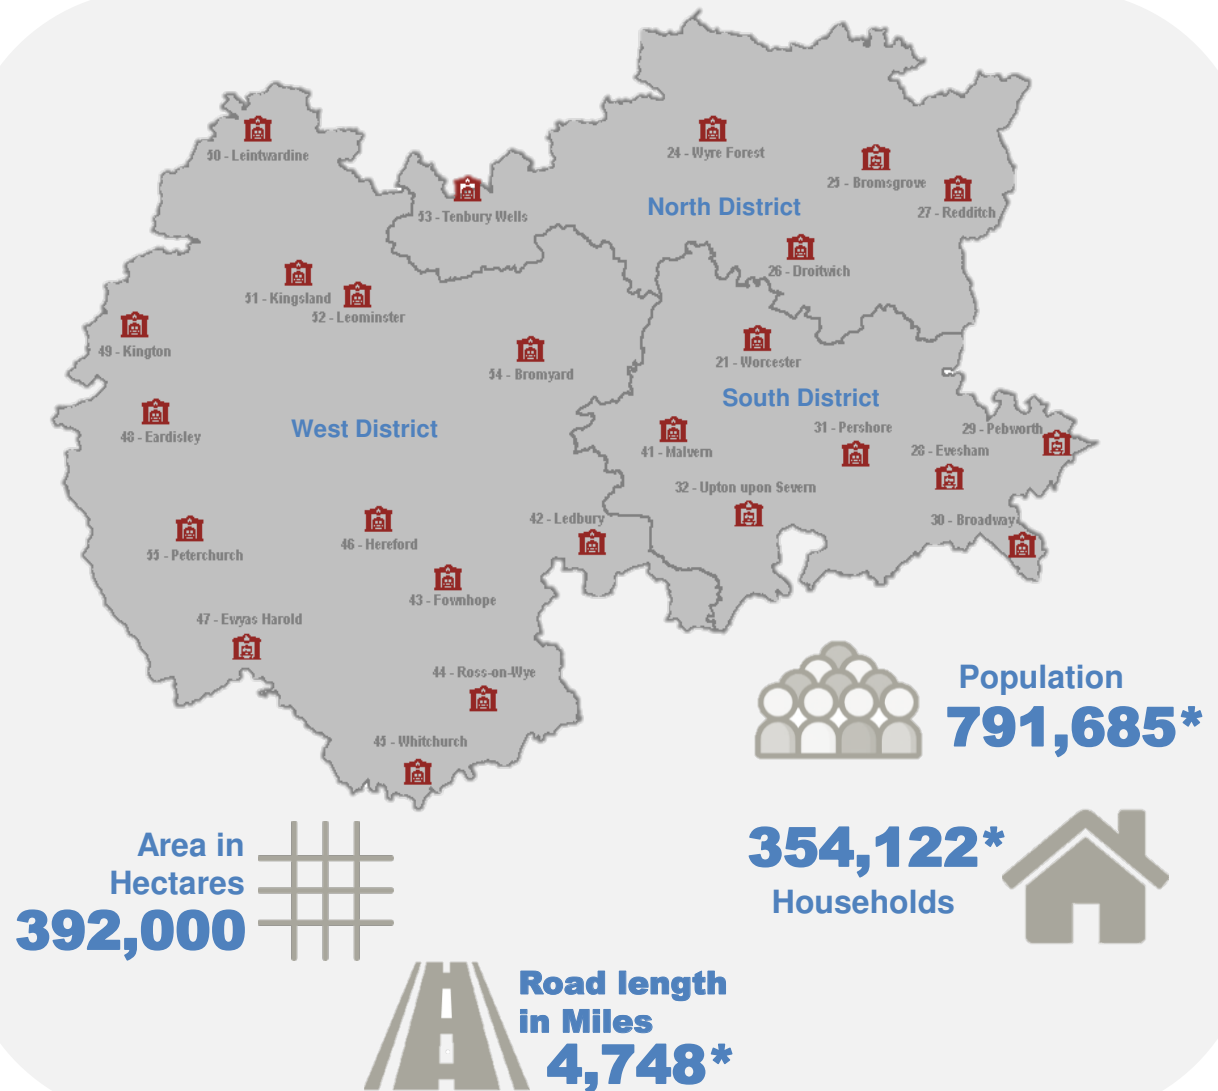 50 - Leintwardine
24 - Wyre Forest
25 - Bromsgrove
27 - Redditch
53 - Tenbury Wells
North District
26 - Droitwich
51 - Kingsland
52 - Leominster
49 - Kington
21 - Worcester
54 - Bromyard
South District
48 - Eardisley
West District
31 - Pershore
29 - Pebworth
41 - Malvern
28 - Evesham
32 - Upton upon Severn
42 - Ledbury
30 - Broadway
46 - Hereford
55 - Peterchurch
43 - Fownhope
47 - Ewyas Harold
44 - Ross-on-Wye
45 - Whitchurch
Population
791,685*
354,122*
Households
Area in
Hectares
392,000
Road length
in Miles
4,748*